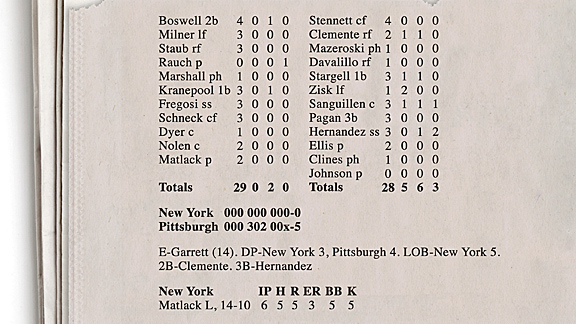 Boswell 2b 4 0 1 0 Stennett cf 4 0 0 0
Milner lf 3 0 0 0 Clemente rf 2 1 1 0
Staub rf 3 0 0 0 Mazeroski ph 1 0 0 0
Rauch p 0 0 0 1 Davalillo rf 1 0 0 0
Marshall ph 1 0 0 0 Stargell 1b 3 1 1 0
Kranepool 1b 3 0 1 0 Zisk lf 1 2 0 0
Fregosi ss 3 0 0 0 Sanguillen c 3 1 1 1
Schneck cf 3 0 0 0 Pagan 3b 3 0 0 0
Dyer c 1 0 0 0 Hernandez ss 3 0 1 2
Nolen c 2 0 0 0 Ellis p 2 0 0 0
Matlack p 2 0 0 0 Clines ph 1 0 0 0
Johnson p 0 0 0 0
Totals 29 0 2 0 Totals 28 5 6 3
New York 000 000 000-0
Pittsburgh 000 302 00x-5
E-Garrett (14). DP-New York 3, Pittsburgh 4. LOB-New York 5.
2B-Clemente. 3B-Hernandez
New York IP H R ER BB K
Matlack L, 14-10 6 5 5 3 5 5